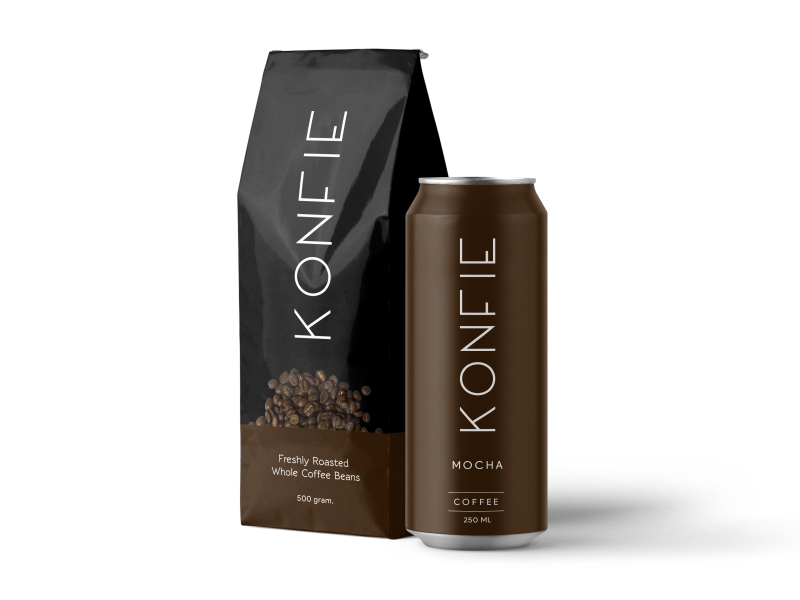 KONFIE
Freshly Roasted
Whole Coffee Beans
500 gram.
KONFIE
MOCHA
COFFEE
250 ML